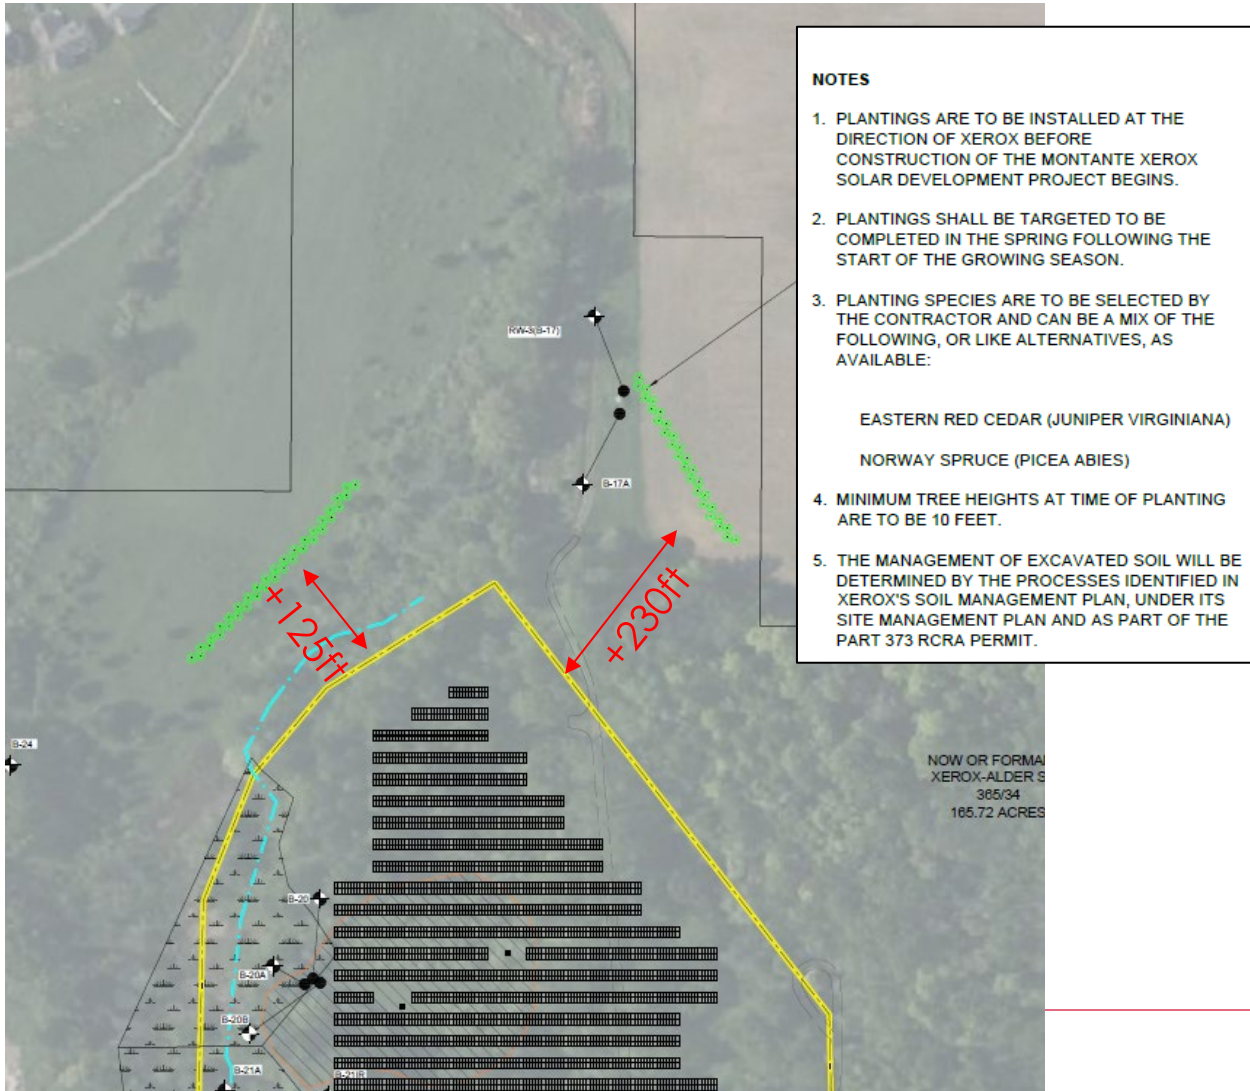 NOTES
1. PLANTINGS ARE TO BE INSTALLED AT THE
DIRECTION OF XEROX BEFORE
CONSTRUCTION OF THE MONTANTE XEROX
SOLAR DEVELOPMENT PROJECT BEGINS.
2. PLANTINGS SHALL BE TARGETED TO BE
COMPLETED IN THE SPRING FOLLOWING THE
START OF THE GROWING SEASON.
3. PLANTING SPECIES ARE TO BE SELECTED BY
THE CONTRACTOR AND CAN BE A MIX OF THE
FOLLOWING, OR LIKE ALTERNATIVES, AS
AVAILABLE:
EASTERN RED CEDAR (JUNIPER VIRGINIANA)
NORWAY SPRUCE (PICEA ABIES)
4. MINIMUM TREE HEIGHTS AT TIME OF PLANTING
ARE TO BE 10 FEET.
5. THE MANAGEMENT OF EXCAVATED SOIL WILL BE
DETERMINED BY THE PROCESSES IDENTIFIED IN
XEROX'S SOIL MANAGEMENT PLAN, UNDER ITS
SITE MANAGEMENT PLAN AND AS PART OF THE
PART 373 RCRA PERMIT.
RW-3(B-17)
B-17A
+125ft
+230ft
B-24
NOW OR FORMA
XEROX-ALDER S
365/34
165.72 ACRES
B-20
B-20A
B-20B
B-21A
B-21(R